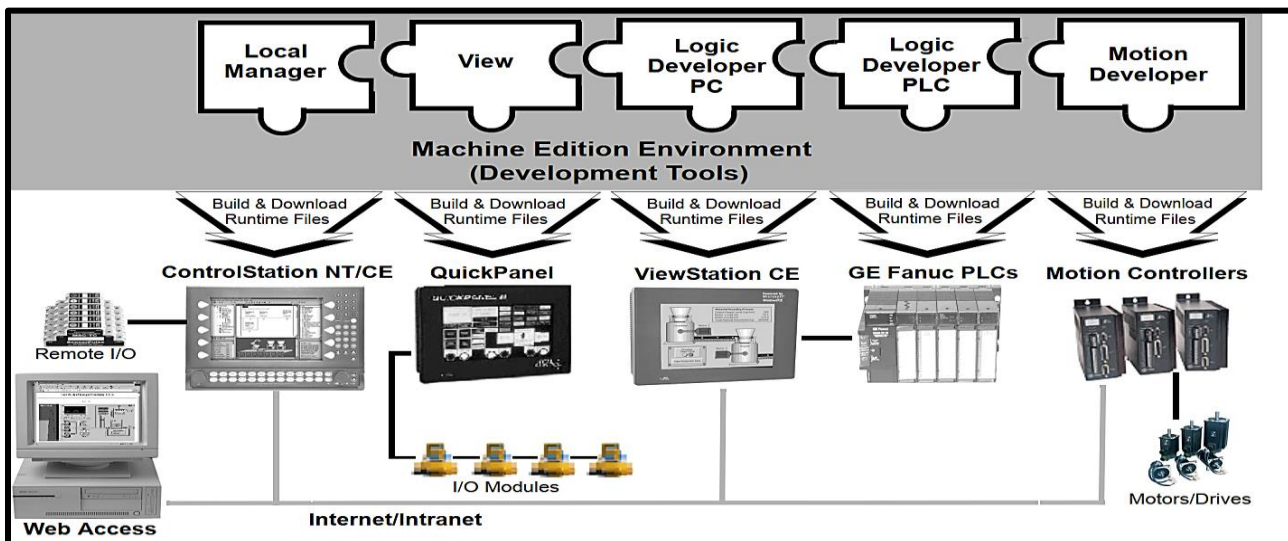 Local
Manager
View
Logic
Developer
PC
Logic
Developer
PLC
Motion
Developer
Machine Edition Environment
(Development Tools)
Build & Download
Runtime Files
Build & Download
Runtime Files
Build & Download
Runtime Files
Build & Download
Runtime Files
Build & Download
Runtime Files
ControlStation NT/CE
QuickPanel
ViewStation CE
GE Fanuc PLCs
Motion Controllers
Remote I/O
I/O Modules
Motors/Drives
Internet/Intranet
Web Access